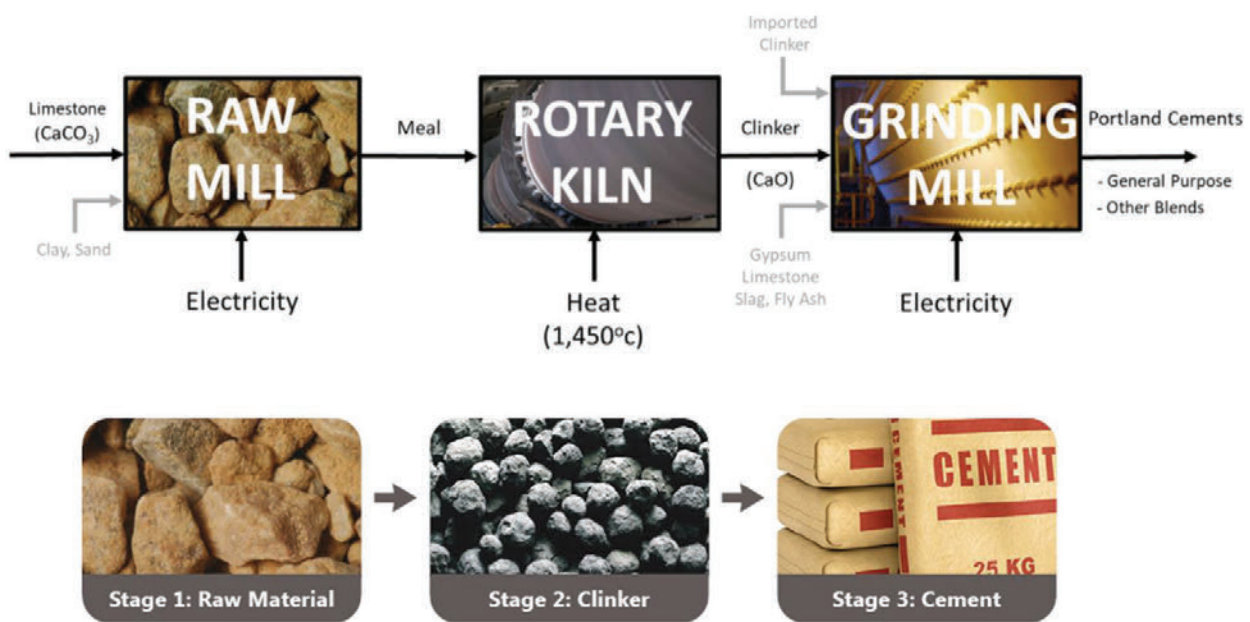 Imported
Clinker
Limestone
(CaCO₃)
RAW
MILL
Meal
ROTARY
KILN
Clinker
(CaO)
GRINDING
MILL
Portland Cements
- General Purpose
- Other Blends
Clay, Sand
Electricity
Heat
(1,450°c)
Gypsum
Limestone
Slag, Fly Ash
Electricity
CEMENT
CEMENT
25 KG
Stage 1: Raw Material
Stage 2: Clinker
Stage 3: Cement